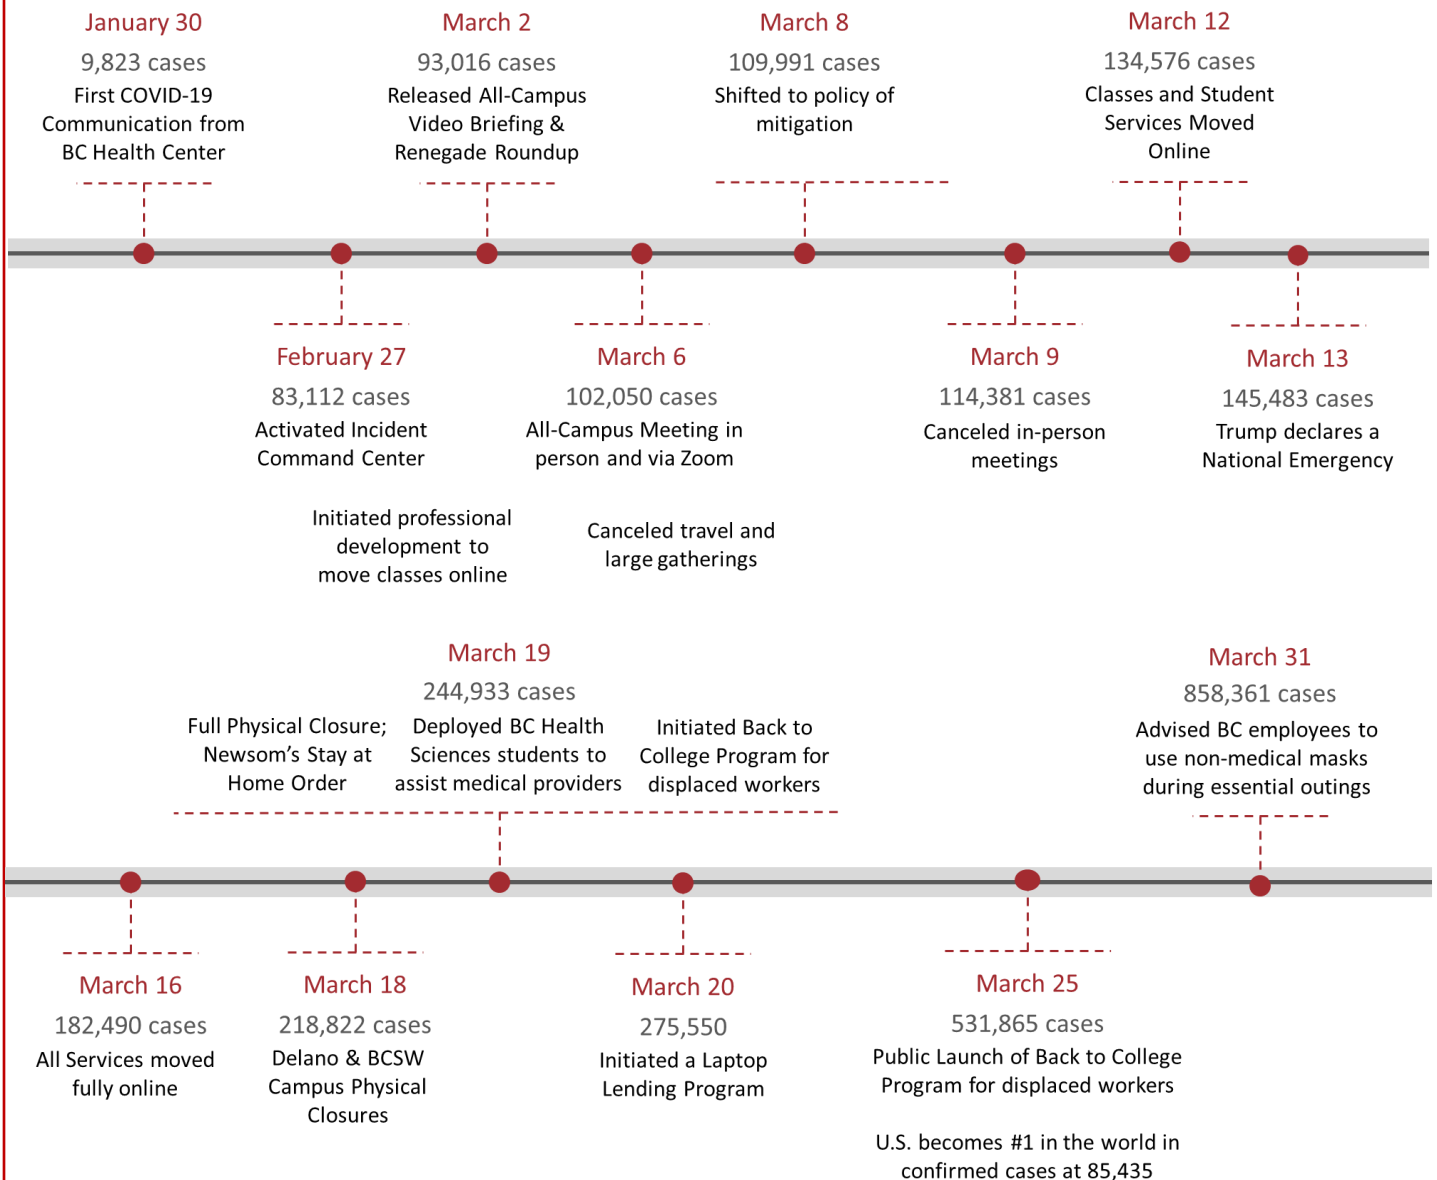 January 30
9,823 cases
First COVID-19
Communication from
BC Health Center
March 2
93,016 cases
Released All-Campus
Video Briefing &
Renegade Roundup
March 8
109,991 cases
Shifted to policy of
mitigation
March 12
134,576 cases
Classes and Student
Services Moved
Online
February 27
83,112 cases
Activated Incident
Command Center
Initiated professional
development to
move classes online
March 6
102,050 cases
All-Campus Meeting in
person and via Zoom
Canceled travel and
large gatherings
March 9
114,381 cases
Canceled in-person
meetings
March 13
145,483 cases
Trump declares a
National Emergency
March 19
244,933 cases
Full Physical Closure;
Newsom’s Stay at
Home Order
Deployed BC Health
Sciences students to
assist medical providers
Initiated Back to
College Program for
displaced workers
March 31
858,361 cases
Advised BC employees to
use non-medical masks
during essential outings
March 16
182,490 cases
All Services moved
fully online
March 18
218,822 cases
Delano & BCSW
Campus Physical
Closures
March 20
275,550
Initiated a Laptop
Lending Program
March 25
531,865 cases
Public Launch of Back to College
Program for displaced workers
U.S. becomes #1 in the world in
confirmed cases at 85,435